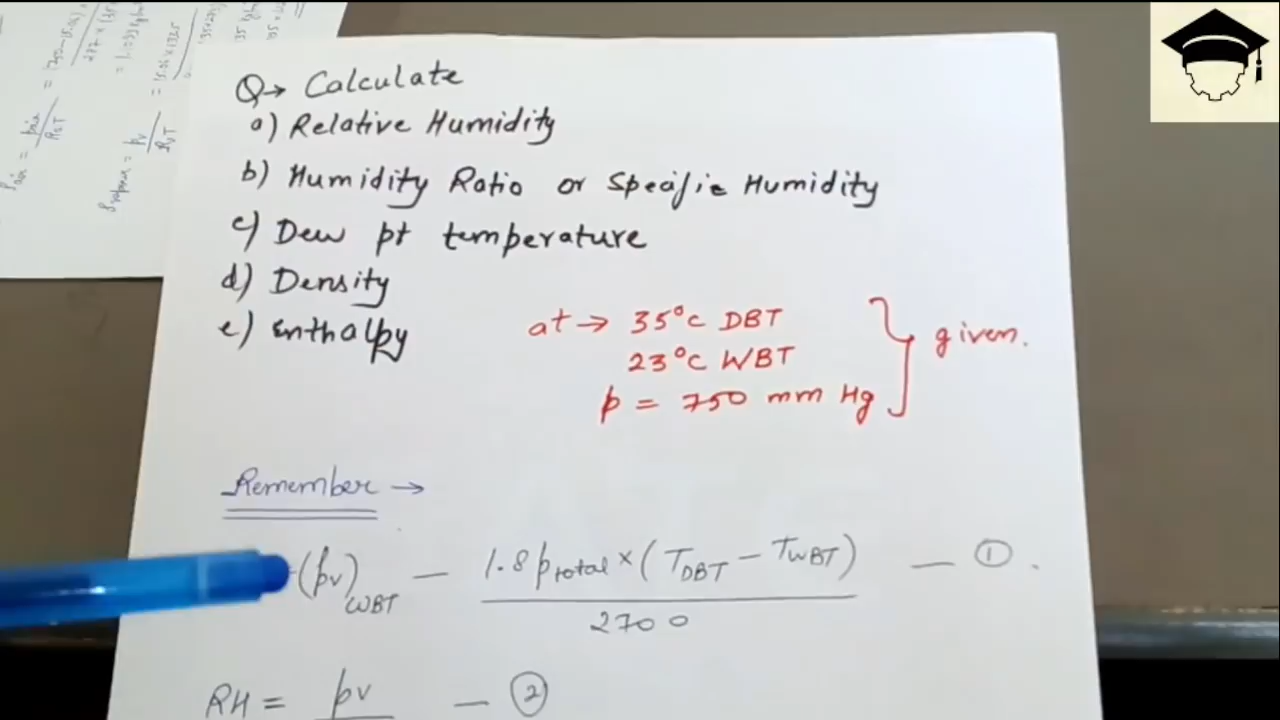 Q→ Calculate
a) Relative Humidity
b) Humidity Ratio or Specific Humidity
c) Dew pt temperature
d) Density
e) Enthalpy
at → 35°C DBT
23°C WBT
p = 750 mm Hg
given.
Remember →
(pv)WBT — 1.8 ptotal × (TDBT — TWBT) / 2700 — ①.
RH = pv — ②